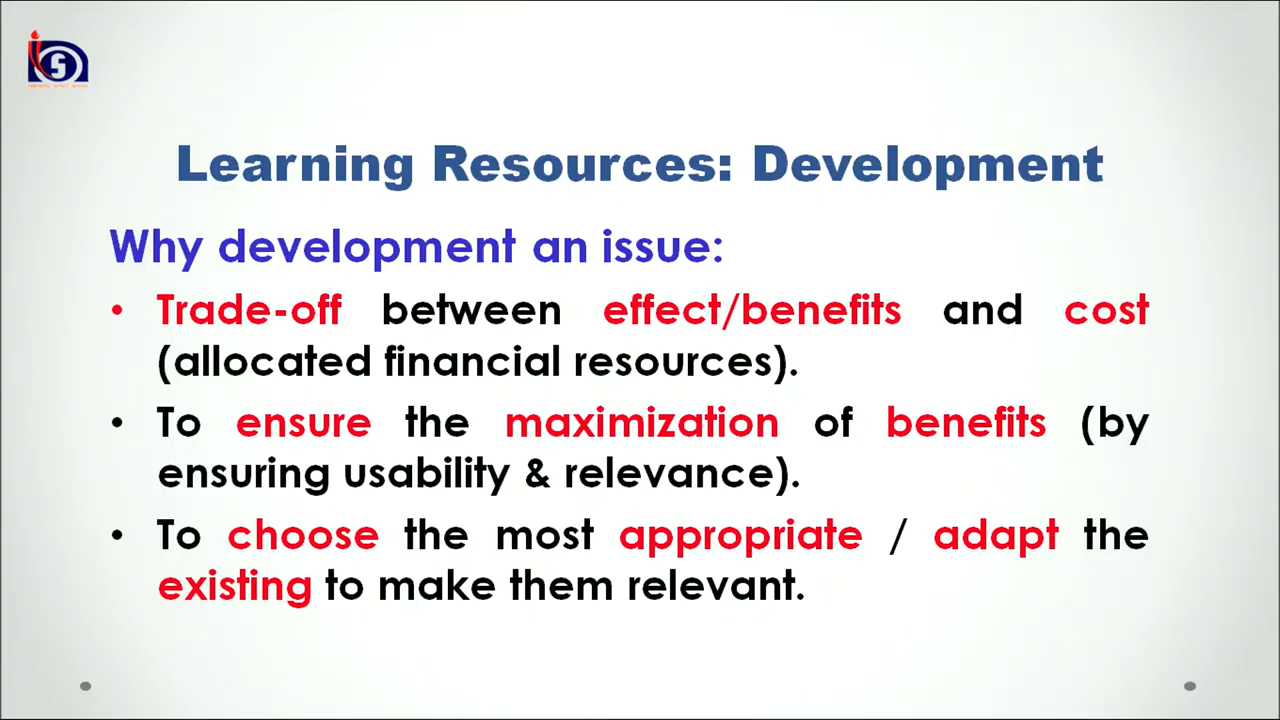 Learning Resources: Development
Why development an issue:
• Trade-off between effect/benefits and cost
(allocated financial resources).
• To ensure the maximization of benefits (by
ensuring usability & relevance).
• To choose the most appropriate / adapt the
existing to make them relevant.